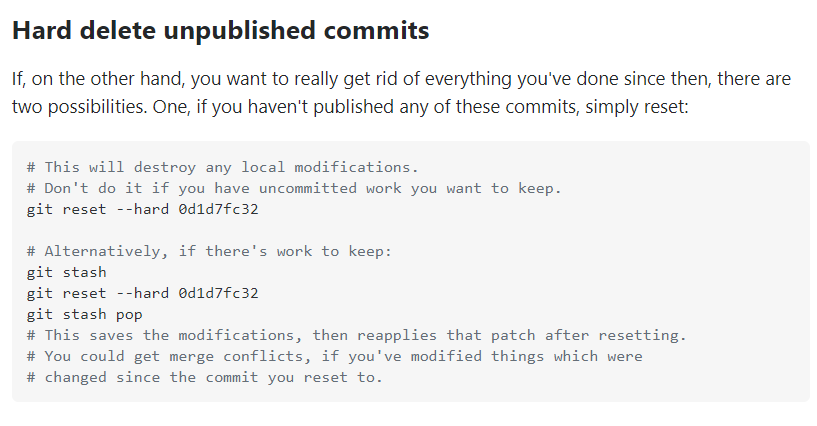 Hard delete unpublished commits
If, on the other hand, you want to really get rid of everything you've done since then, there are
two possibilities. One, if you haven't published any of these commits, simply reset:
# This will destroy any local modifications.
# Don't do it if you have uncommitted work you want to keep.
git reset --hard 0d1d7fc32
# Alternatively, if there's work to keep:
git stash
git reset --hard 0d1d7fc32
git stash pop
# This saves the modifications, then reapplies that patch after resetting.
# You could get merge conflicts, if you've modified things which were
# changed since the commit you reset to.